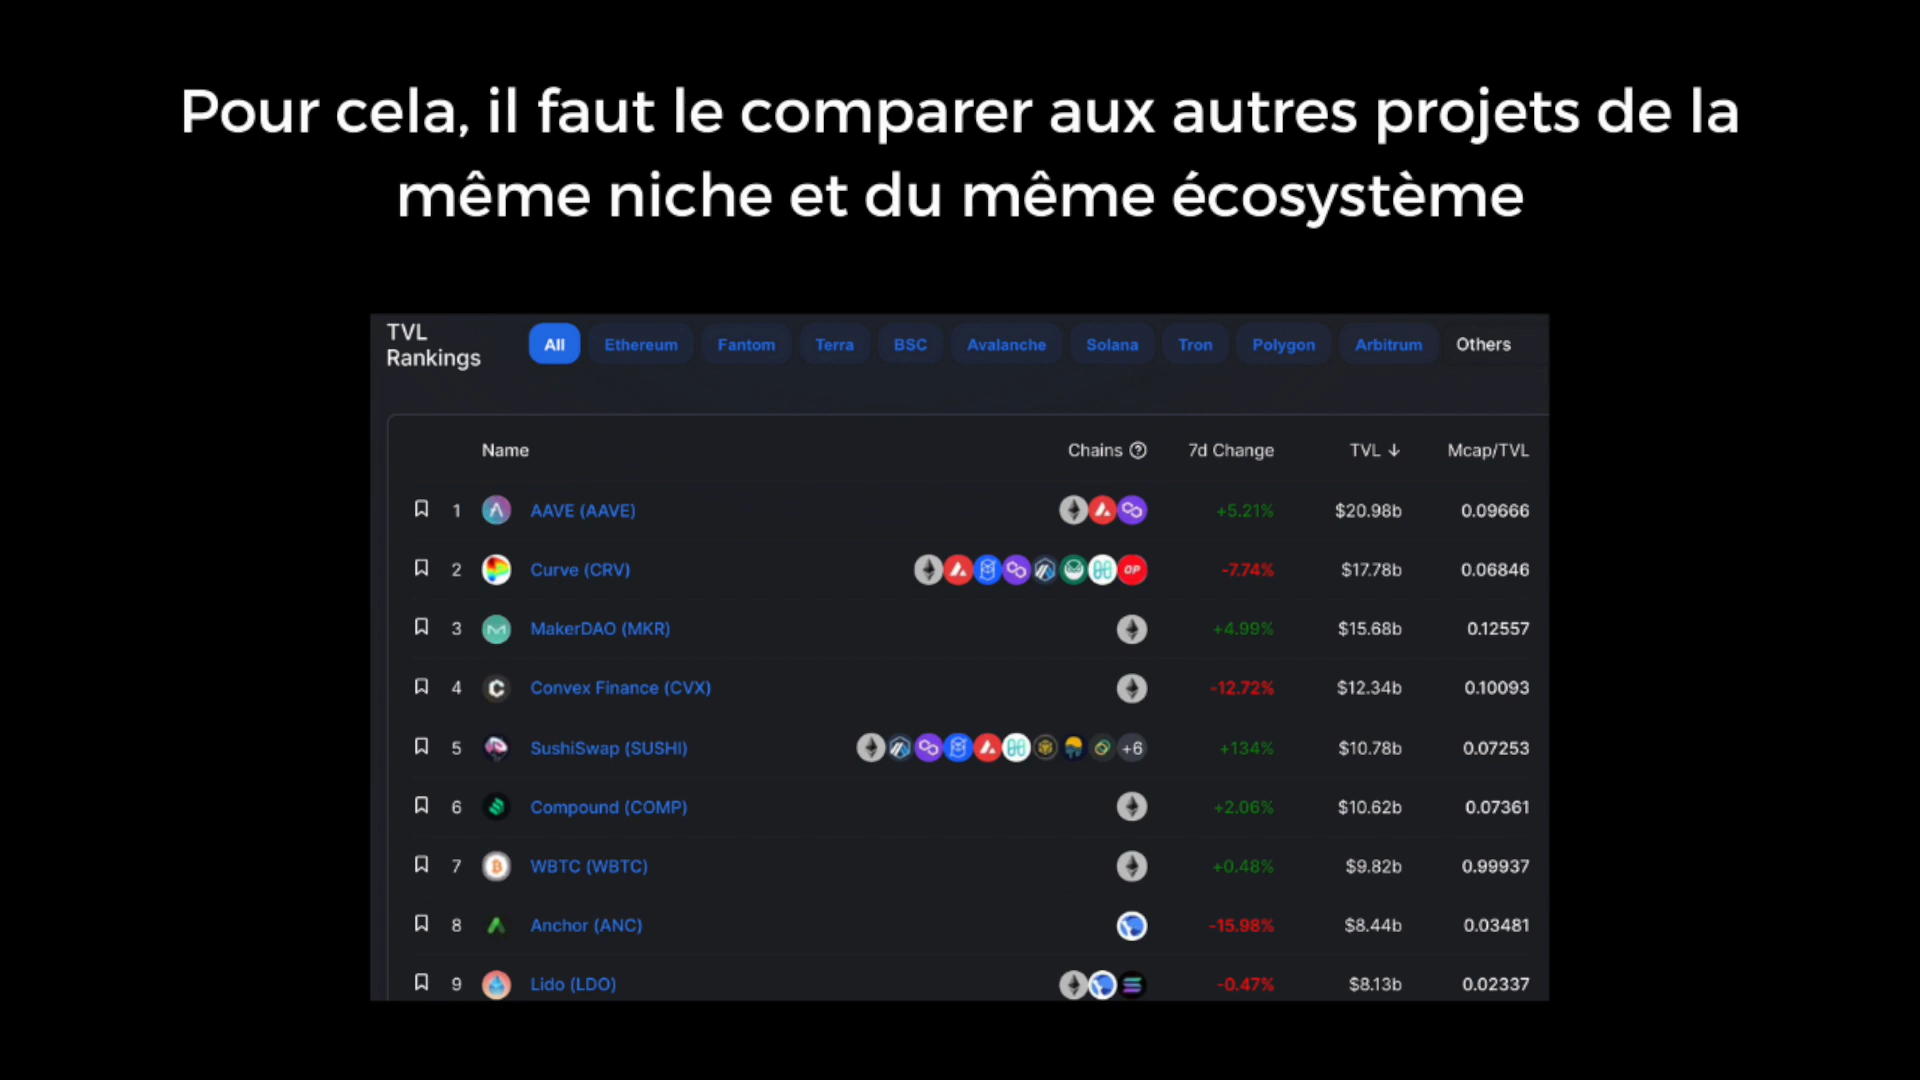 Pour cela, il faut le comparer aux autres projets de la
même niche et du même écosystème
TVL
Rankings
All Ethereum Fantom Terra BSC Avalanche Solana Tron Polygon Arbitrum Others
Name Chains 7d Change TVL Mcap/TVL
1 AAVE (AAVE) +5.21% $20.98b 0.09666
2 Curve (CRV) OP -7.74% $17.78b 0.06846
3 MakerDAO (MKR) +4.99% $15.68b 0.12557
4 Convex Finance (CVX) -12.72% $12.34b 0.10093
5 SushiSwap (SUSHI) +6 +134% $10.78b 0.07253
6 Compound (COMP) +2.06% $10.62b 0.07361
7 WBTC (WBTC) +0.48% $9.82b 0.99937
8 Anchor (ANC) -15.98% $8.44b 0.03481
9 Lido (LDO) -0.47% $8.13b 0.02337